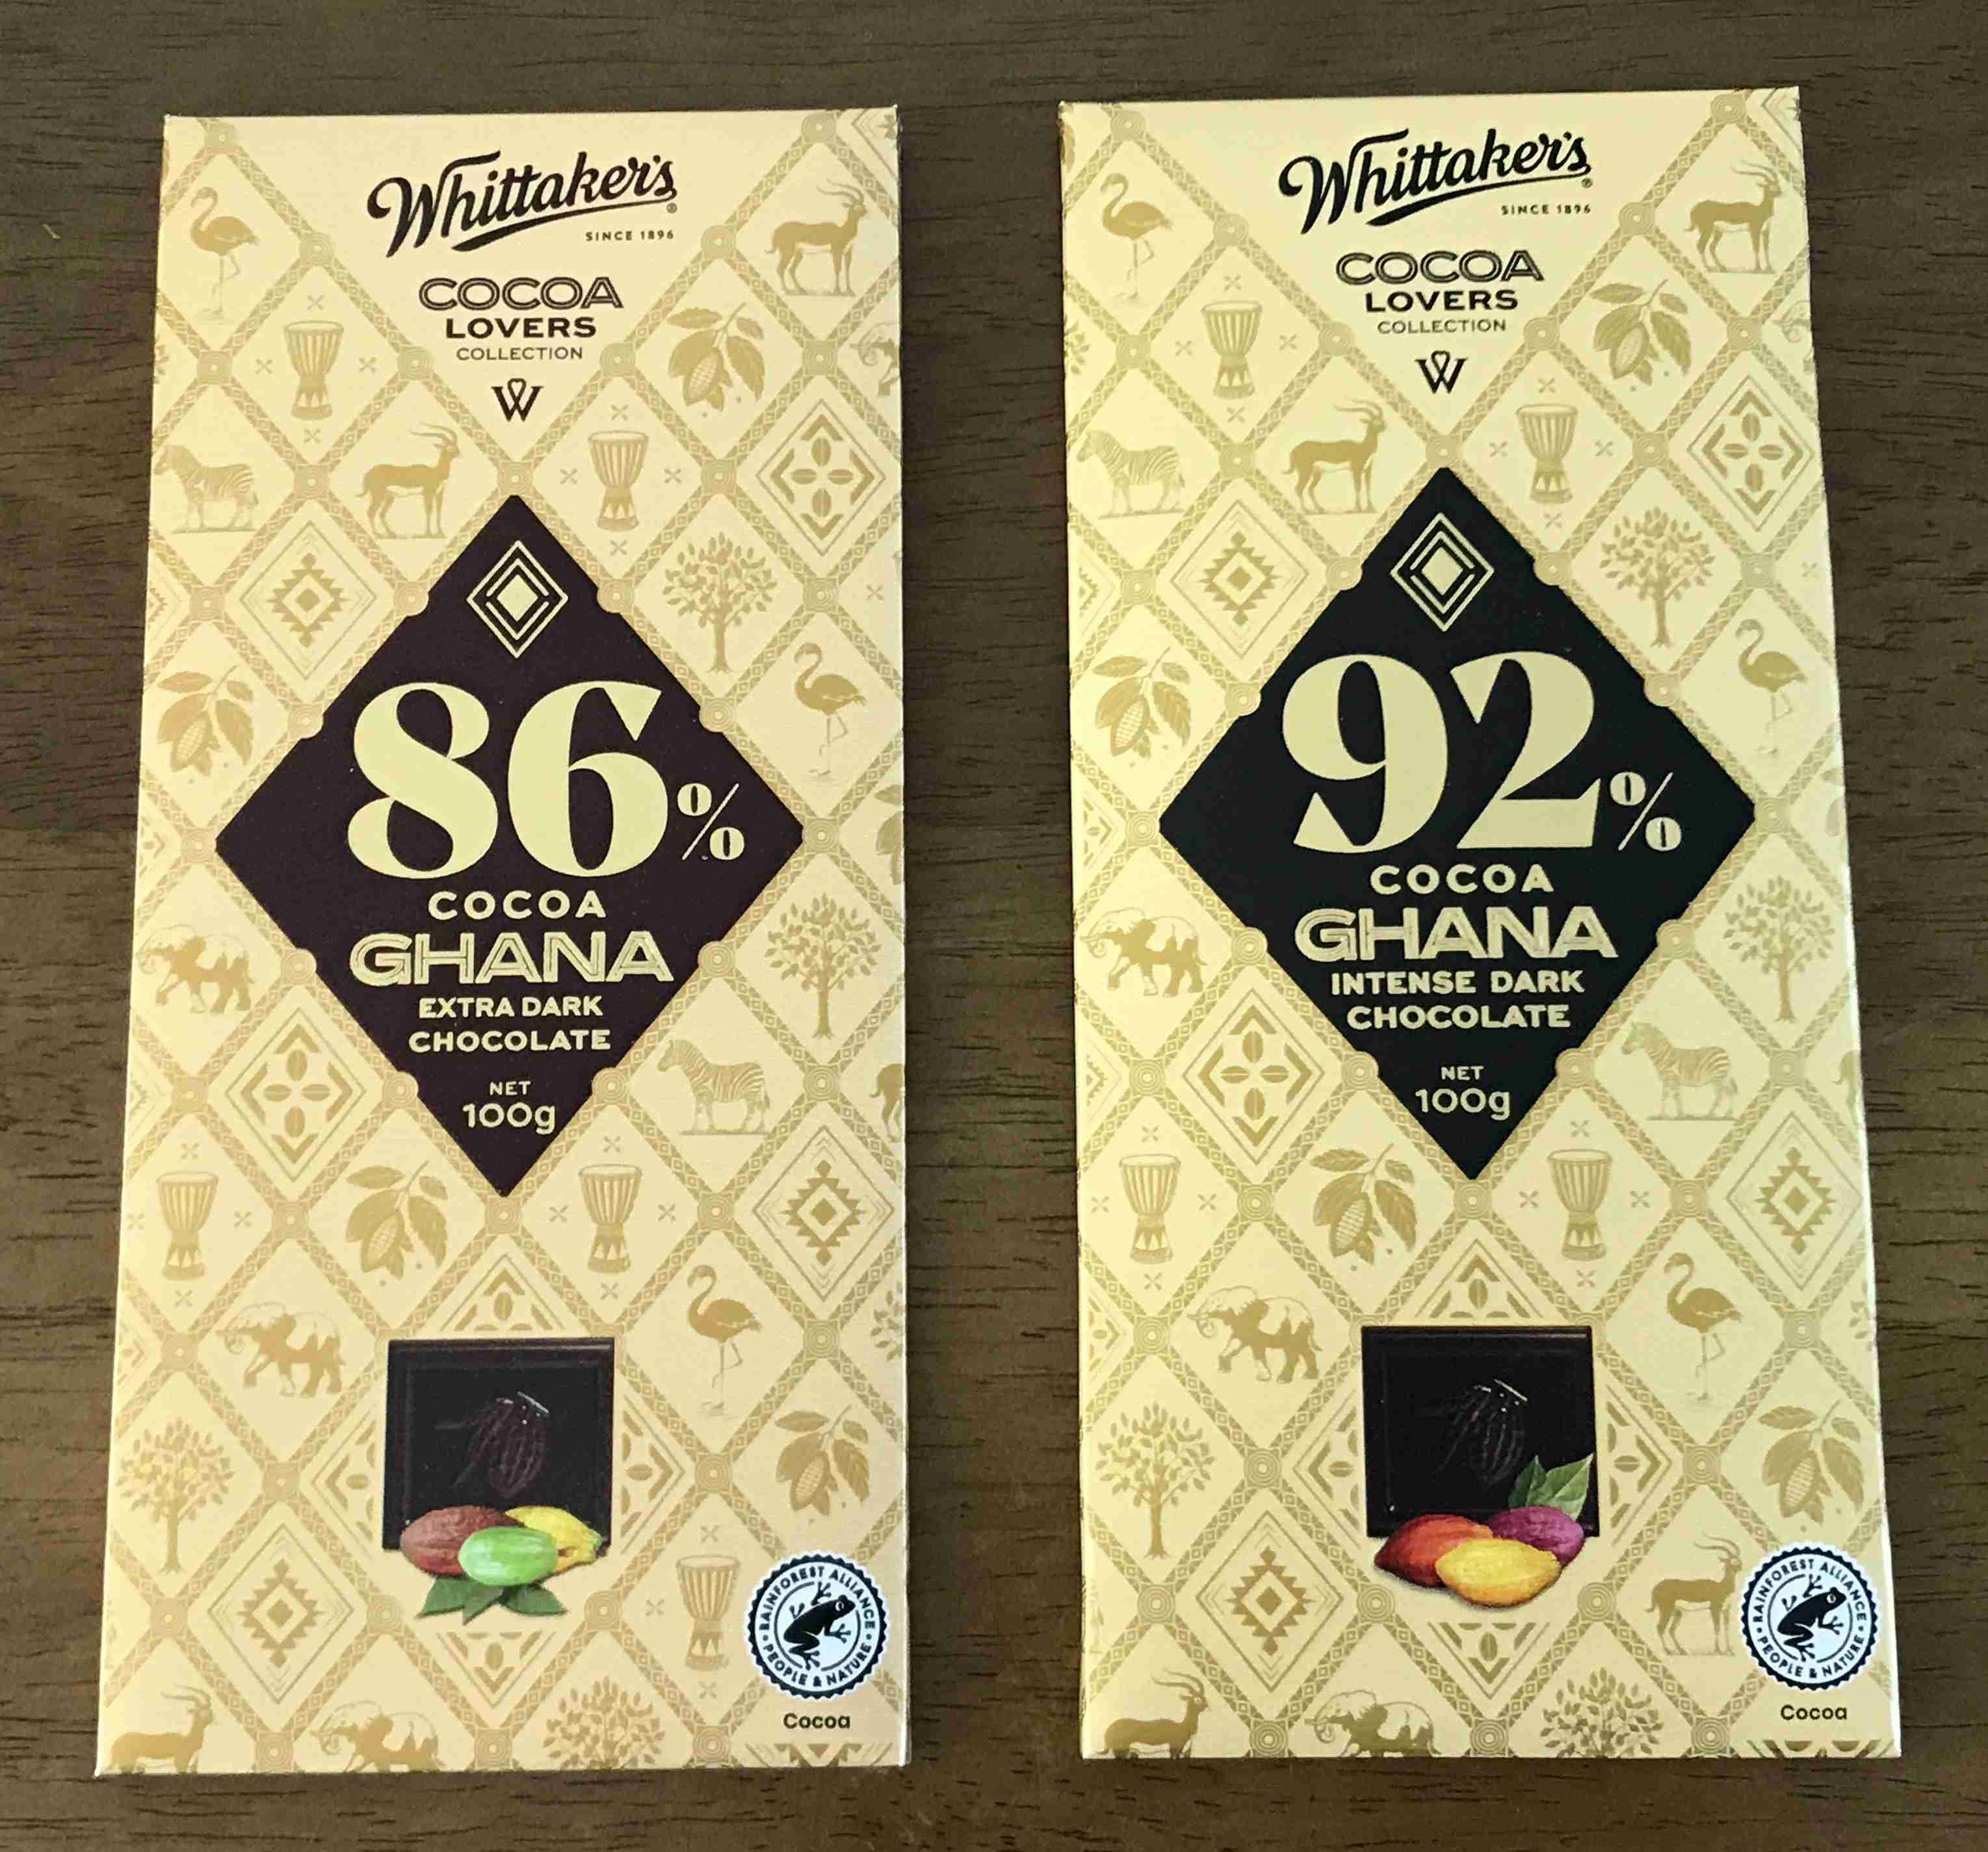 Whittaker's®
SINCE 1896
COCOA
LOVERS
COLLECTION
W
86%
COCOA
GHANA
EXTRA DARK
CHOCOLATE
NET
100g
RAINFOREST ALLIANCE
PEOPLE & NATURE
Cocoa
Whittaker's®
SINCE 1896
COCOA
LOVERS
COLLECTION
W
92%
COCOA
GHANA
INTENSE DARK
CHOCOLATE
NET
100g
RAINFOREST ALLIANCE
PEOPLE & NATURE
Cocoa